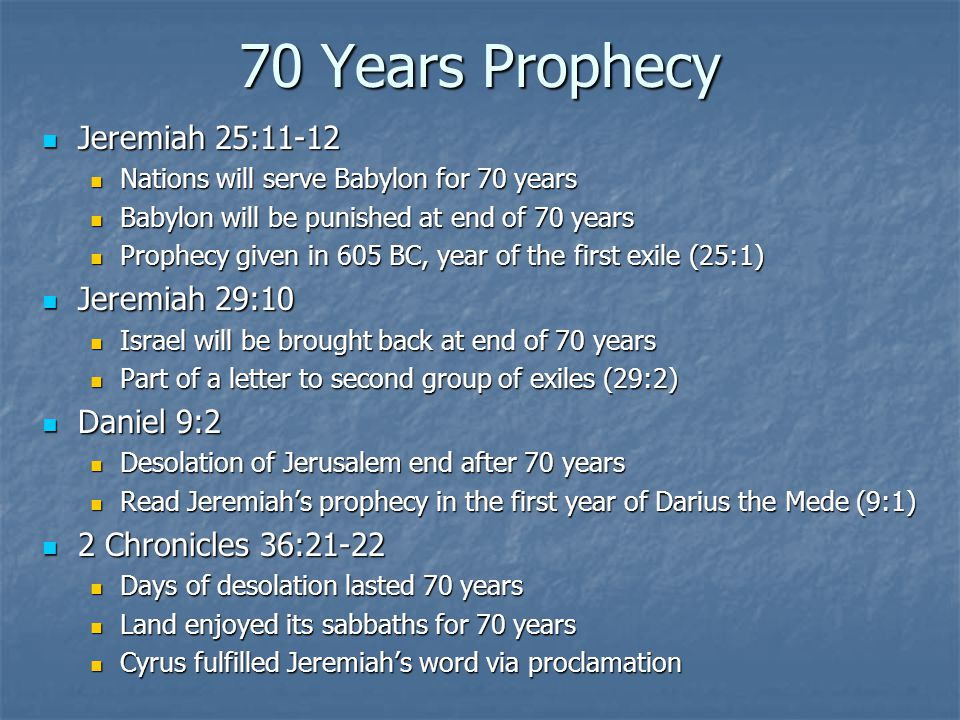 70 Years Prophecy
Jeremiah 25:11-12
Nations will serve Babylon for 70 years
Babylon will be punished at end of 70 years
Prophecy given in 605 BC, year of the first exile (25:1)
Jeremiah 29:10
Israel will be brought back at end of 70 years
Part of a letter to second group of exiles (29:2)
Daniel 9:2
Desolation of Jerusalem end after 70 years
Read Jeremiah’s prophecy in the first year of Darius the Mede (9:1)
2 Chronicles 36:21-22
Days of desolation lasted 70 years
Land enjoyed its sabbaths for 70 years
Cyrus fulfilled Jeremiah’s word via proclamation